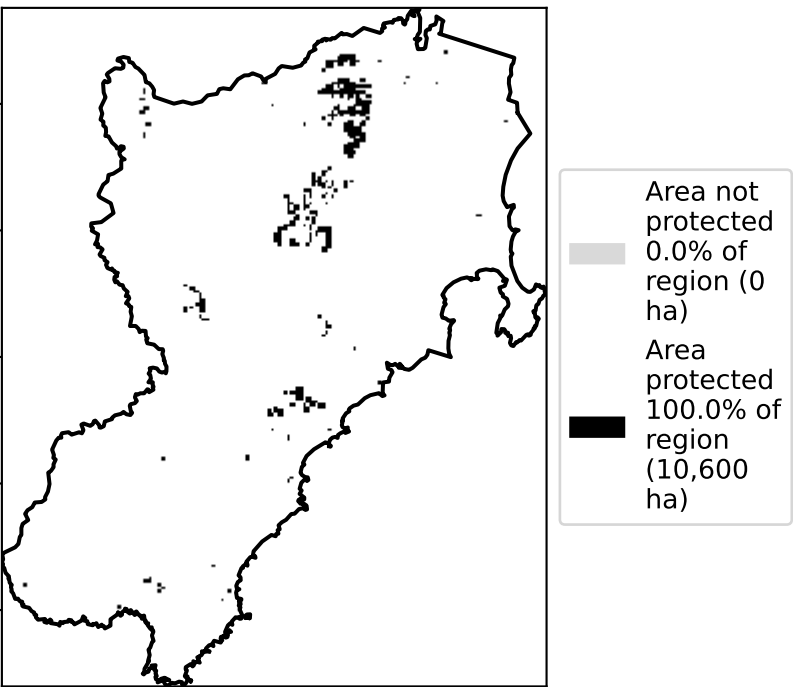 Area not
protected
0.0% of
region (0
ha)
Area
protected
100.0% of
region
(10,600
ha)